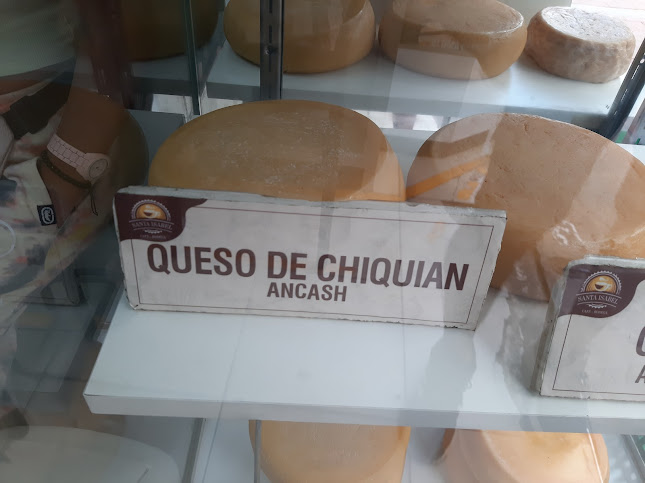 SANTA ISABEL
QUESO DE CHIQUIAN
ANCASH
SANTA ISABEL